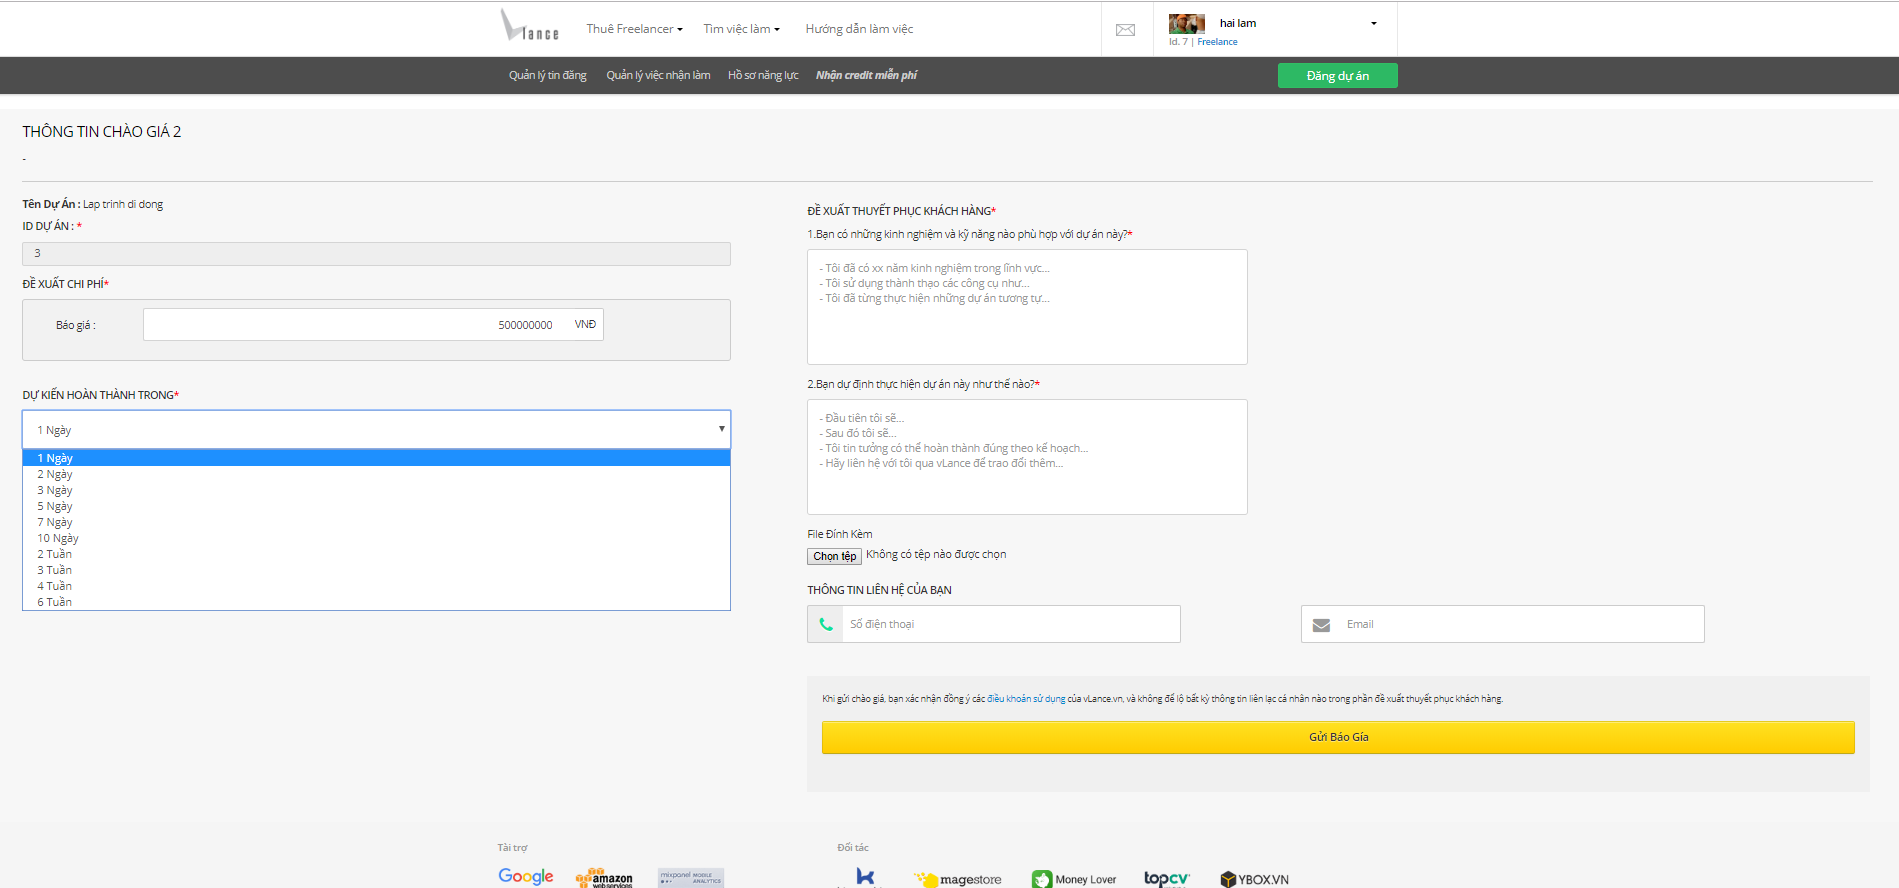 Vlance
Thuê Freelancer
Tìm việc làm
Hướng dẫn làm việc
hai lam
Id. 7 | Freelance
Quản lý tin đăng
Quản lý việc nhận làm
Hồ sơ năng lực
Nhận credit miễn phí
Đăng dự án
THÔNG TIN CHÀO GIÁ 2
-
Tên Dự Án : Lap trinh di dong
ID DỰ ÁN : *
3
ĐỀ XUẤT CHI PHÍ*
Báo giá :
500000000
VNĐ
DỰ KIẾN HOÀN THÀNH TRONG*
1 Ngày
1 Ngày
2 Ngày
3 Ngày
5 Ngày
7 Ngày
10 Ngày
2 Tuần
3 Tuần
4 Tuần
6 Tuần
ĐỀ XUẤT THUYẾT PHỤC KHÁCH HÀNG*
1.Bạn có những kinh nghiệm và kỹ năng nào phù hợp với dự án này?*
- Tôi đã có xx năm kinh nghiệm trong lĩnh vực...
- Tôi sử dụng thành thạo các công cụ như...
- Tôi đã từng thực hiện những dự án tương tự...
2.Bạn dự định thực hiện dự án này như thế nào?*
- Đầu tiên tôi sẽ...
- Sau đó tôi sẽ...
- Tôi tin tưởng có thể hoàn thành đúng theo kế hoạch...
- Hãy liên hệ với tôi qua vLance để trao đổi thêm...
File Đính Kèm
Chọn tệp Không có tệp nào được chọn
THÔNG TIN LIÊN HỆ CỦA BẠN
Số điện thoại
Email
Khi gửi chào giá, bạn xác nhận đồng ý các điều khoản sử dụng của vLance.vn, và không để lộ bất kỳ thông tin liên lạc cá nhân nào trong phần đề xuất thuyết phục khách hàng.
Gửi Báo Gía
Tài trợ
Đối tác
Google
amazon
web services
mixpanel MOBILE
ANALYTICS
magestore
Money Lover
topcv
YBOX.VN